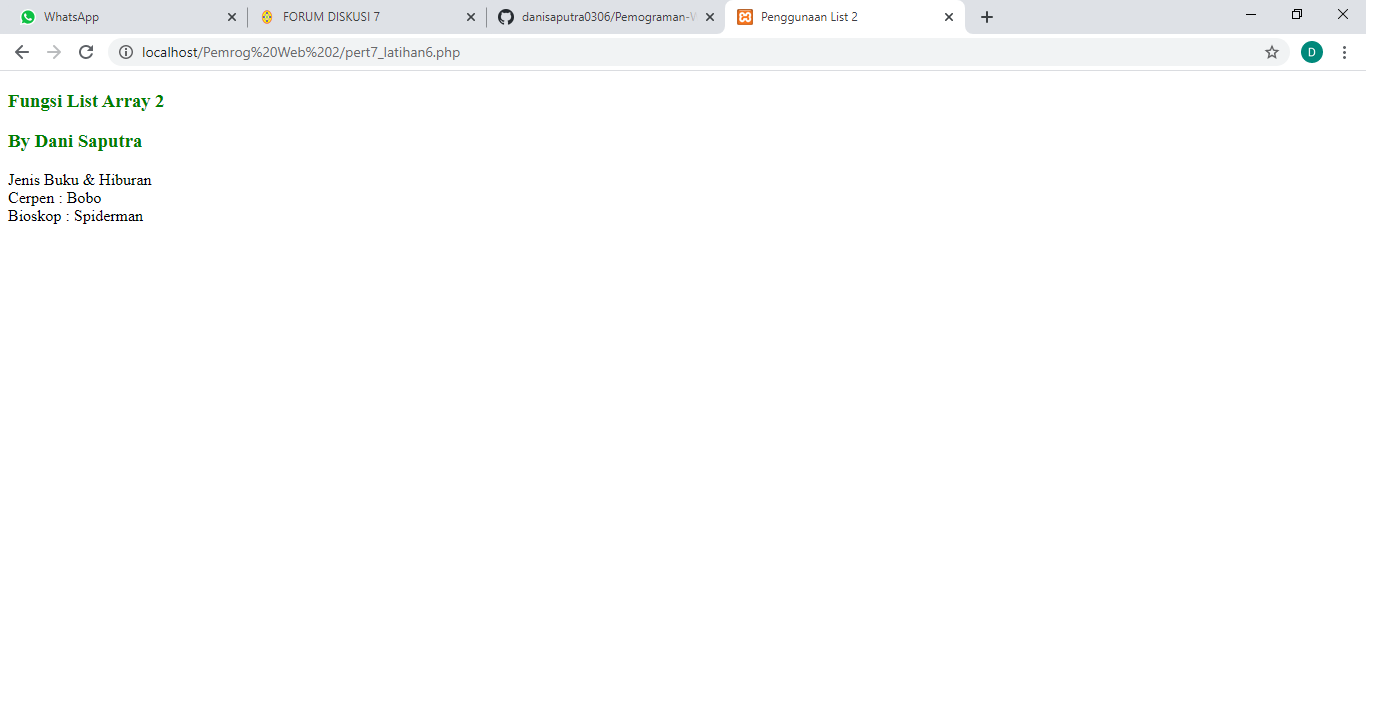 WhatsApp
FORUM DISKUSI 7
danisaputra0306/Pemograman-W
Penggunaan List 2
localhost/Pemrog%20Web%202/pert7_latihan6.php
D
Fungsi List Array 2
By Dani Saputra
Jenis Buku & Hiburan
Cerpen : Bobo
Bioskop : Spiderman